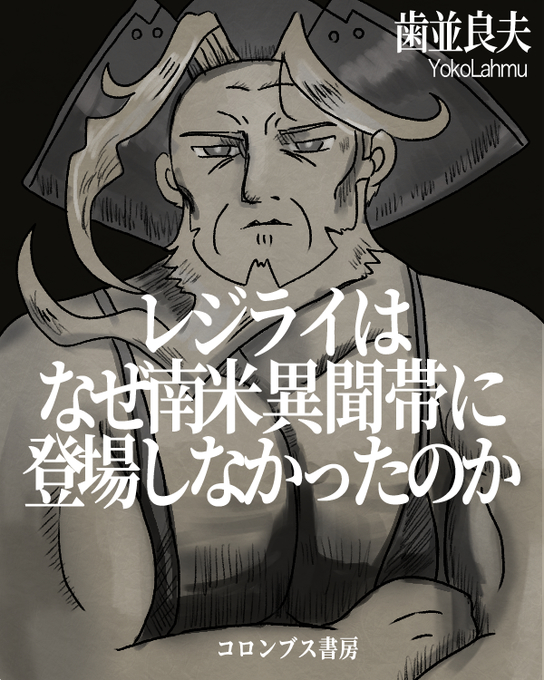 歯並良夫
YokoLahmu
レジライは
なぜ南米異聞帯に
登場しなかったのか
コロンブス書房